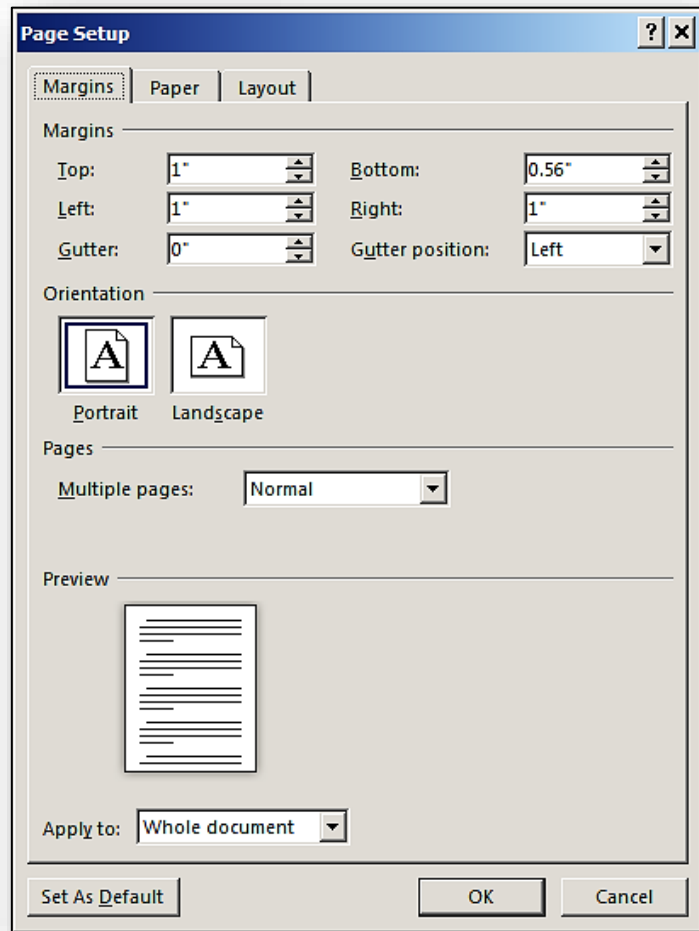 Page Setup
Margins Paper Layout
Margins
Top: 1" Bottom: 0.56"
Left: 1" Right: 1"
Gutter: 0" Gutter position: Left
Orientation
A A
Portrait Landscape
Pages
Multiple pages: Normal
Preview
Apply to: Whole document
Set As Default OK Cancel